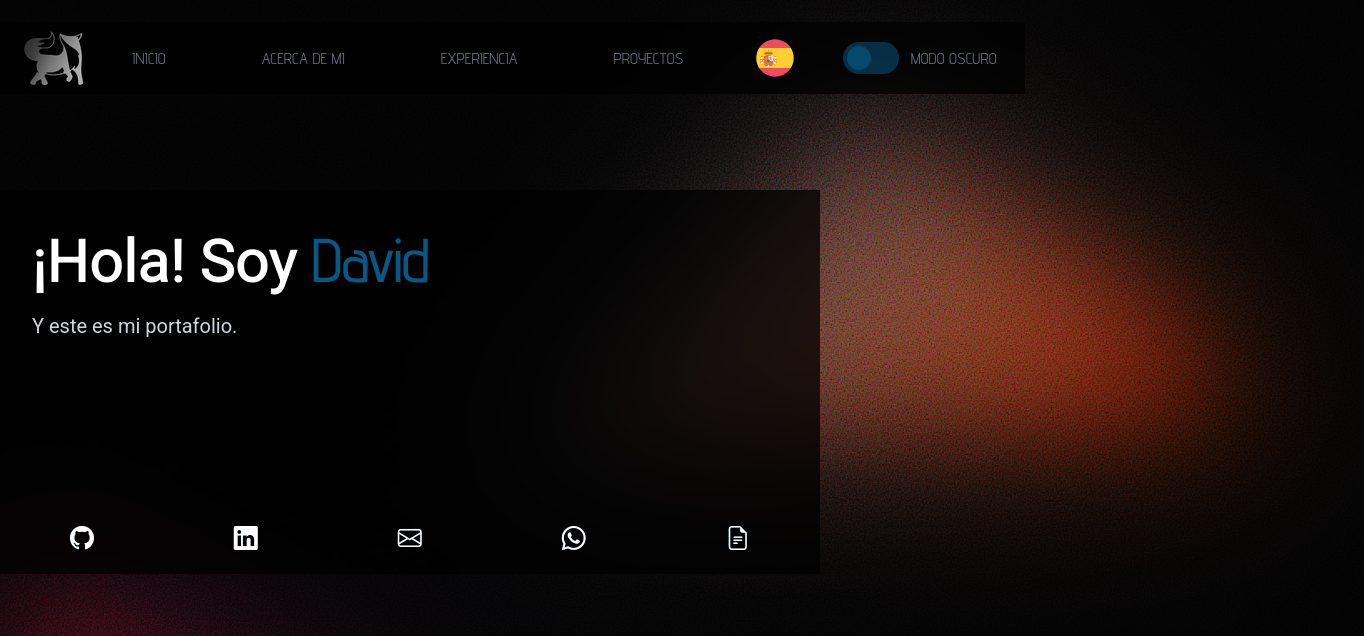 INICIO
ACERCA DE MI
EXPERIENCIA
PROYECTOS
MODO OSCURO
¡Hola! Soy David
Y este es mi portafolio.